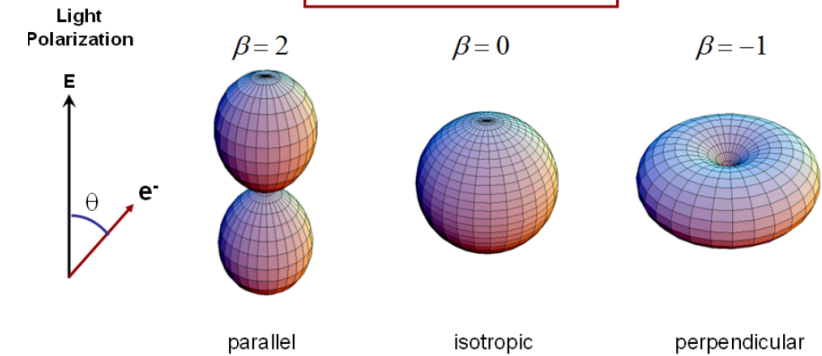 Light
Polarization
E
θ
e-
β = 2
β = 0
β = −1
parallel
isotropic
perpendicular